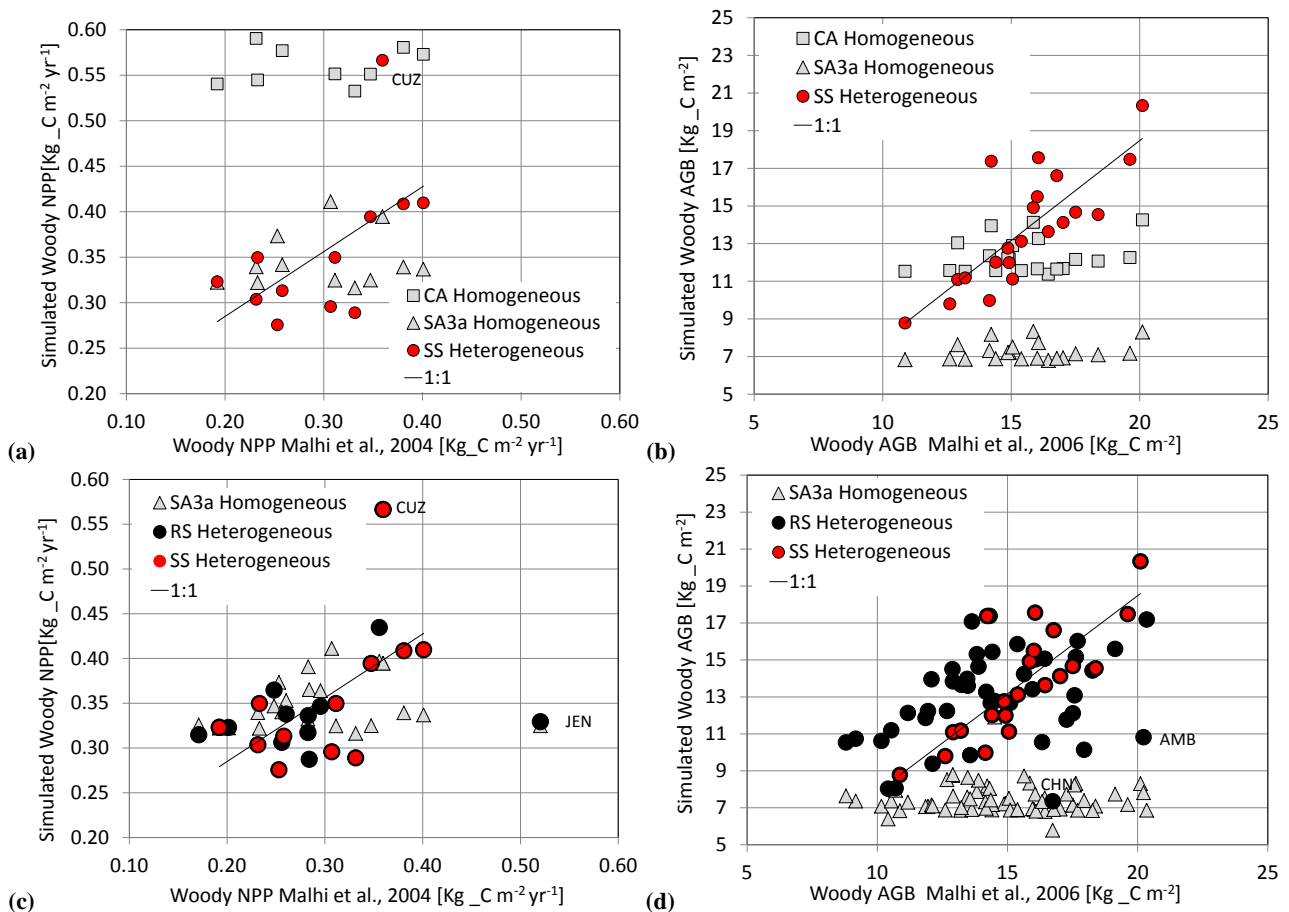 Simulated Woody NPP[Kg _C m-2 yr-1]
0.60
0.55
0.50
0.45
0.40
0.35
0.30
0.25
0.20
CUZ
CA Homogeneous
SA3a Homogeneous
SS Heterogeneous
1:1
0.10 0.20 0.30 0.40 0.50 0.60
Woody NPP Malhi et al., 2004 [Kg_C m-2 yr-1]
(a)
Simulated Woody AGB [Kg _C m-2]
25
23
21
19
17
15
13
11
9
7
5
CA Homogeneous
SA3a Homogeneous
SS Heterogeneous
1:1
5 10 15 20 25
Woody AGB Malhi et al., 2006 [Kg_C m-2]
(b)
Simulated Woody NPP[Kg _C m-2 yr-1]
0.60
0.55
0.50
0.45
0.40
0.35
0.30
0.25
0.20
SA3a Homogeneous
RS Heterogeneous
SS Heterogeneous
1:1
CUZ
JEN
0.10 0.20 0.30 0.40 0.50 0.60
Woody NPP Malhi et al., 2004 [Kg_C m-2 yr-1]
(c)
Simulated Woody AGB [Kg _C m-2]
25
23
21
19
17
15
13
11
9
7
5
SA3a Homogeneous
RS Heterogeneous
SS Heterogeneous
1:1
AMB
CHN
5 10 15 20 25
Woody AGB Malhi et al., 2006 [Kg_C m-2]
(d)